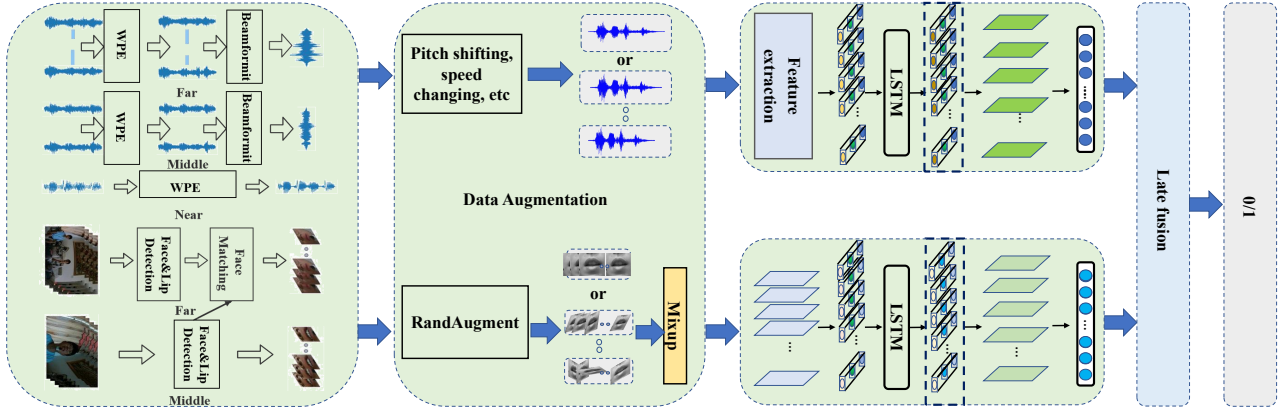 WPE
Beamformit
Far
WPE
Beamformit
Middle
WPE
Near
Face&Lip
Detection
Face
Matching
Far
Face&Lip
Detection
Middle
Pitch shifting,
speed
changing, etc
or
Data Augmentation
RandAugment
or
Mixup
Feature
extraction
LSTM
...
...
LSTM
...
...
Late fusion
0/1